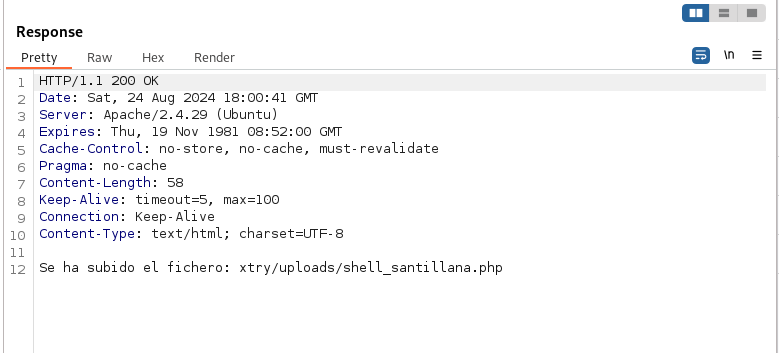 Response
Pretty Raw Hex Render
\n
1 HTTP/1.1 200 OK
2 Date: Sat, 24 Aug 2024 18:00:41 GMT
3 Server: Apache/2.4.29 (Ubuntu)
4 Expires: Thu, 19 Nov 1981 08:52:00 GMT
5 Cache-Control: no-store, no-cache, must-revalidate
6 Pragma: no-cache
7 Content-Length: 58
8 Keep-Alive: timeout=5, max=100
9 Connection: Keep-Alive
10 Content-Type: text/html; charset=UTF-8
11
12 Se ha subido el fichero: xtry/uploads/shell_santillana.php